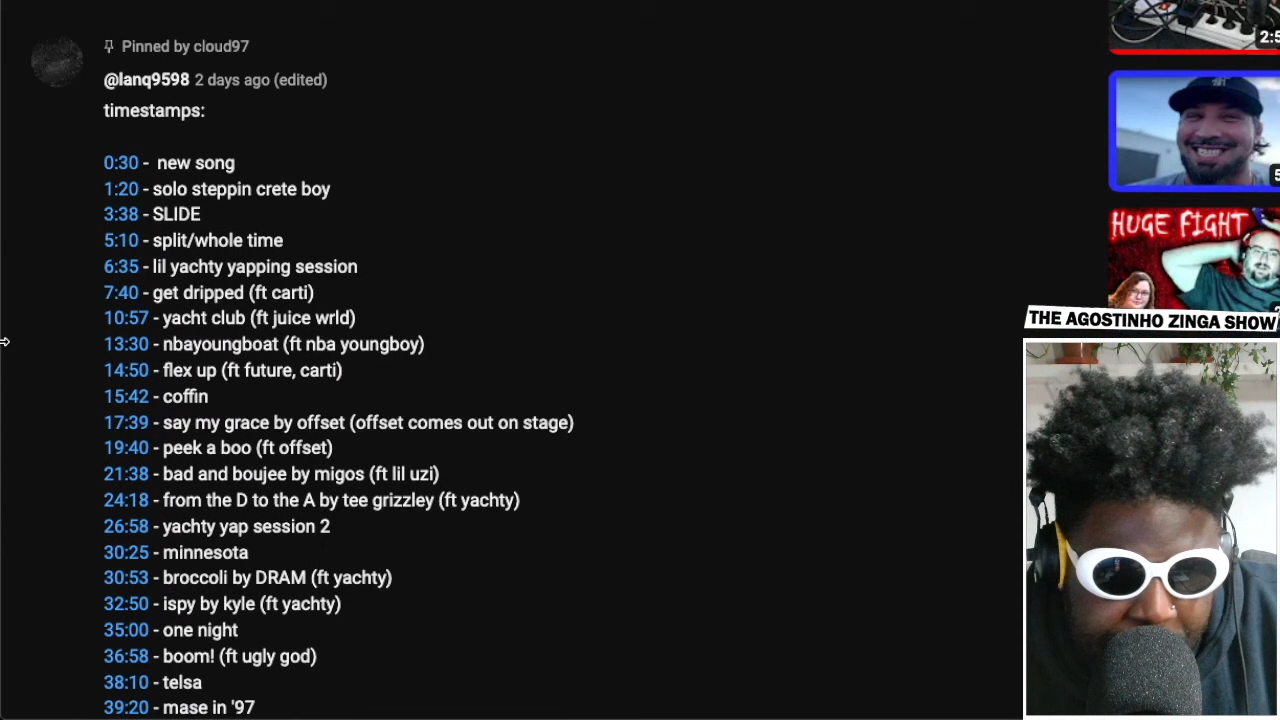 Pinned by cloud97
@lanq9598 2 days ago (edited)
timestamps:
0:30 - new song
1:20 - solo steppin crete boy
3:38 - SLIDE
5:10 - split/whole time
6:35 - lil yachty yapping session
7:40 - get dripped (ft carti)
10:57 - yacht club (ft juice wrld)
13:30 - nbayoungboat (ft nba youngboy)
14:50 - flex up (ft future, carti)
15:42 - coffin
17:39 - say my grace by offset (offset comes out on stage)
19:40 - peek a boo (ft offset)
21:38 - bad and boujee by migos (ft lil uzi)
24:18 - from the D to the A by tee grizzley (ft yachty)
26:58 - yachty yap session 2
30:25 - minnesota
30:53 - broccoli by DRAM (ft yachty)
32:50 - ispy by kyle (ft yachty)
35:00 - one night
36:58 - boom! (ft ugly god)
38:10 - telsa
39:20 - mase in '97
2:5
5
HUGE FIGHT
THE AGOSTINHO ZINGA SHOW